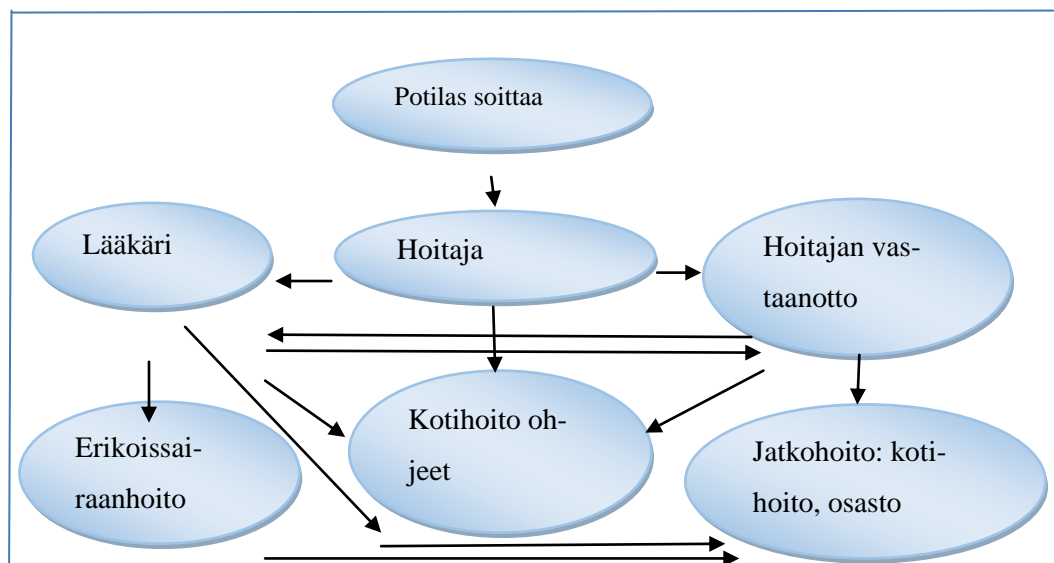 Potilas soittaa
Lääkäri
Hoitaja
Hoitajan vas-
taanotto
Erikoissai-
raanhoito
Kotihoito oh-
jeet
Jatkohoito: koti-
hoito, osasto